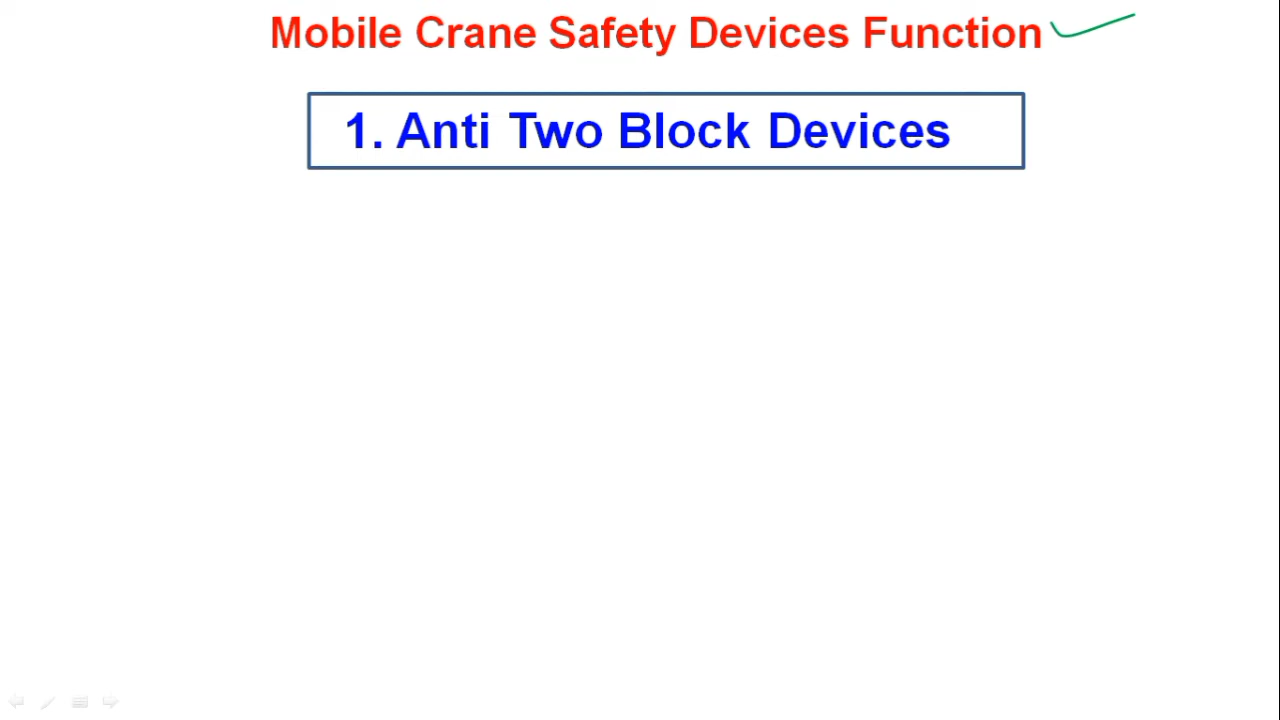 Mobile Crane Safety Devices Function
1. Anti Two Block Devices